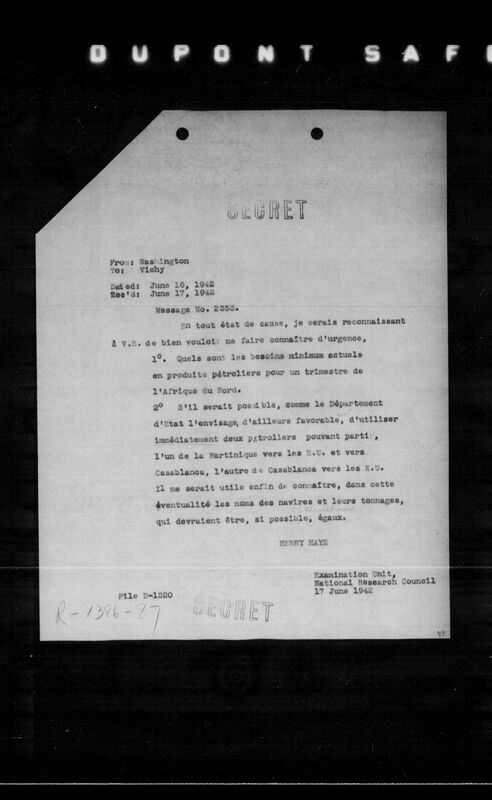 DUPONT SAFE
SECRET
From: Washington
To: Vichy
Dated: June 16, 1942
Rec'd: June 17, 1942
Message No. 2353.
En tout état de cause, je serais reconnaissant
à V.E. de bien vouloir me faire connaître d'urgence,
1°. Quels sont les besoins minimum actuels
en produits pétroliers pour un trimestre de
l'Afrique du Nord.
2° S'il serait possible, comme le Département
d'Etat l'envisage, d'ailleurs favorable, d'utiliser
immédiatement deux pétroliers pouvant partir,
l'un de la Martinique vers les E.U. et vers
Casablanca, l'autre de Casablanca vers les E.U.
Il me serait utile enfin de connaître, dans cette
éventualité les noms des navires et leurs tonnages,
qui devraient être, si possible, égaux.
HENRY HAYE
Examination Unit,
National Research Council
17 June 1942
File D-1520
R-1386-87
SECRET